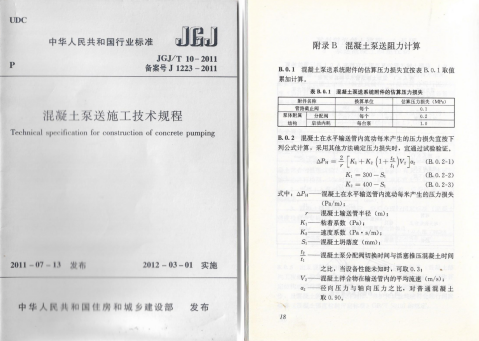 UDC
中华人民共和国行业标准 JGJ
P
JGJ/T 10-2011
备案号 J 1223-2011
混凝土泵送施工技术规程
Technical specification for construction of concrete pumping
2011-07-13 发布 2012-03-01 实施
中华人民共和国住房和城乡建设部 发布
附录 B 混凝土泵送阻力计算
B.0.1 混凝土泵送系统附件的估算压力损失宜按表 B.0.1 取值
累加计算。
表 B.0.1 混凝土泵送系统附件的估算压力损失
附件名称 换算单位 估算压力损失 (MPa)
管路截止阀 每个 0.1
泵体附属结构 分配阀 每个 0.2
启动内耗 每台泵 1.0
B.0.2 混凝土在水平输送管内流动每米产生的压力损失宜按下
列公式计算,采用其他方法确定压力损失时,宜通过试验验证。
ΔP_H = 2/r [K₁ + K₂ (1 + t₂/t₁) V₂] α₂ (B.0.2-1)
K₁ = 300 - S₁ (B.0.2-2)
K₂ = 400 - S₁ (B.0.2-3)
式中:ΔP_H——混凝土在水平输送管内流动每米产生的压力损失
(Pa/m);
r——混凝土输送管半径 (m);
K₁——粘着系数 (Pa);
K₂——速度系数 (Pa·s/m);
S₁——混凝土坍落度 (mm);
t₂/t₁——混凝土泵分配阀切换时间与活塞推压混凝土时间
之比,当设备性能未知时,可取 0.3;
V₂——混凝土拌合物在输送管内的平均流速 (m/s);
α₂——径向压力与轴向压力之比,对普通混凝土
取 0.90。
18